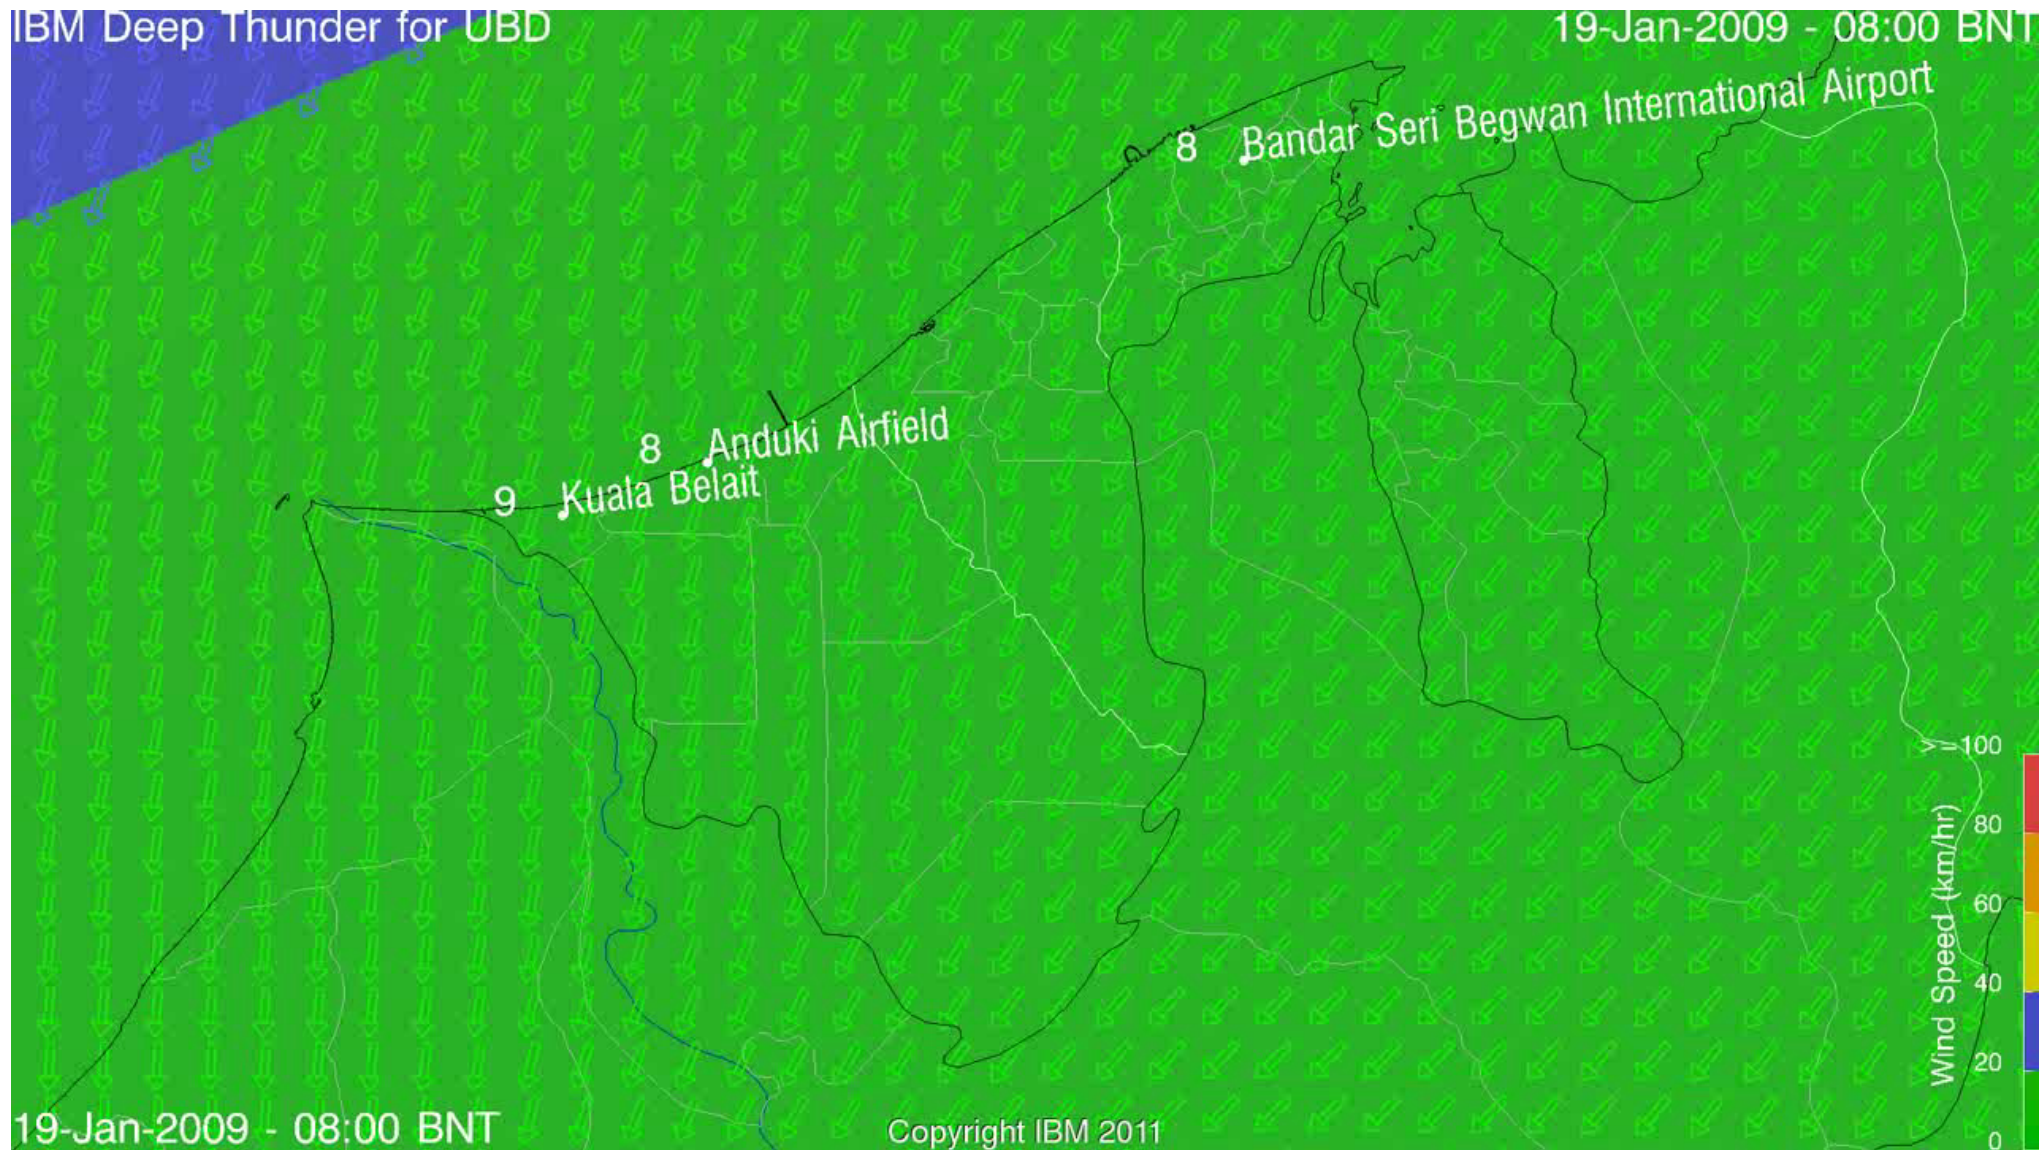 IBM Deep Thunder for UBD
19-Jan-2009 - 08:00 BNT
8 Bandar Seri Begwan International Airport
8 Anduki Airfield
9 Kuala Belait
>=100
80
60
40
20
0
Wind Speed (km/hr)
19-Jan-2009 - 08:00 BNT
Copyright IBM 2011